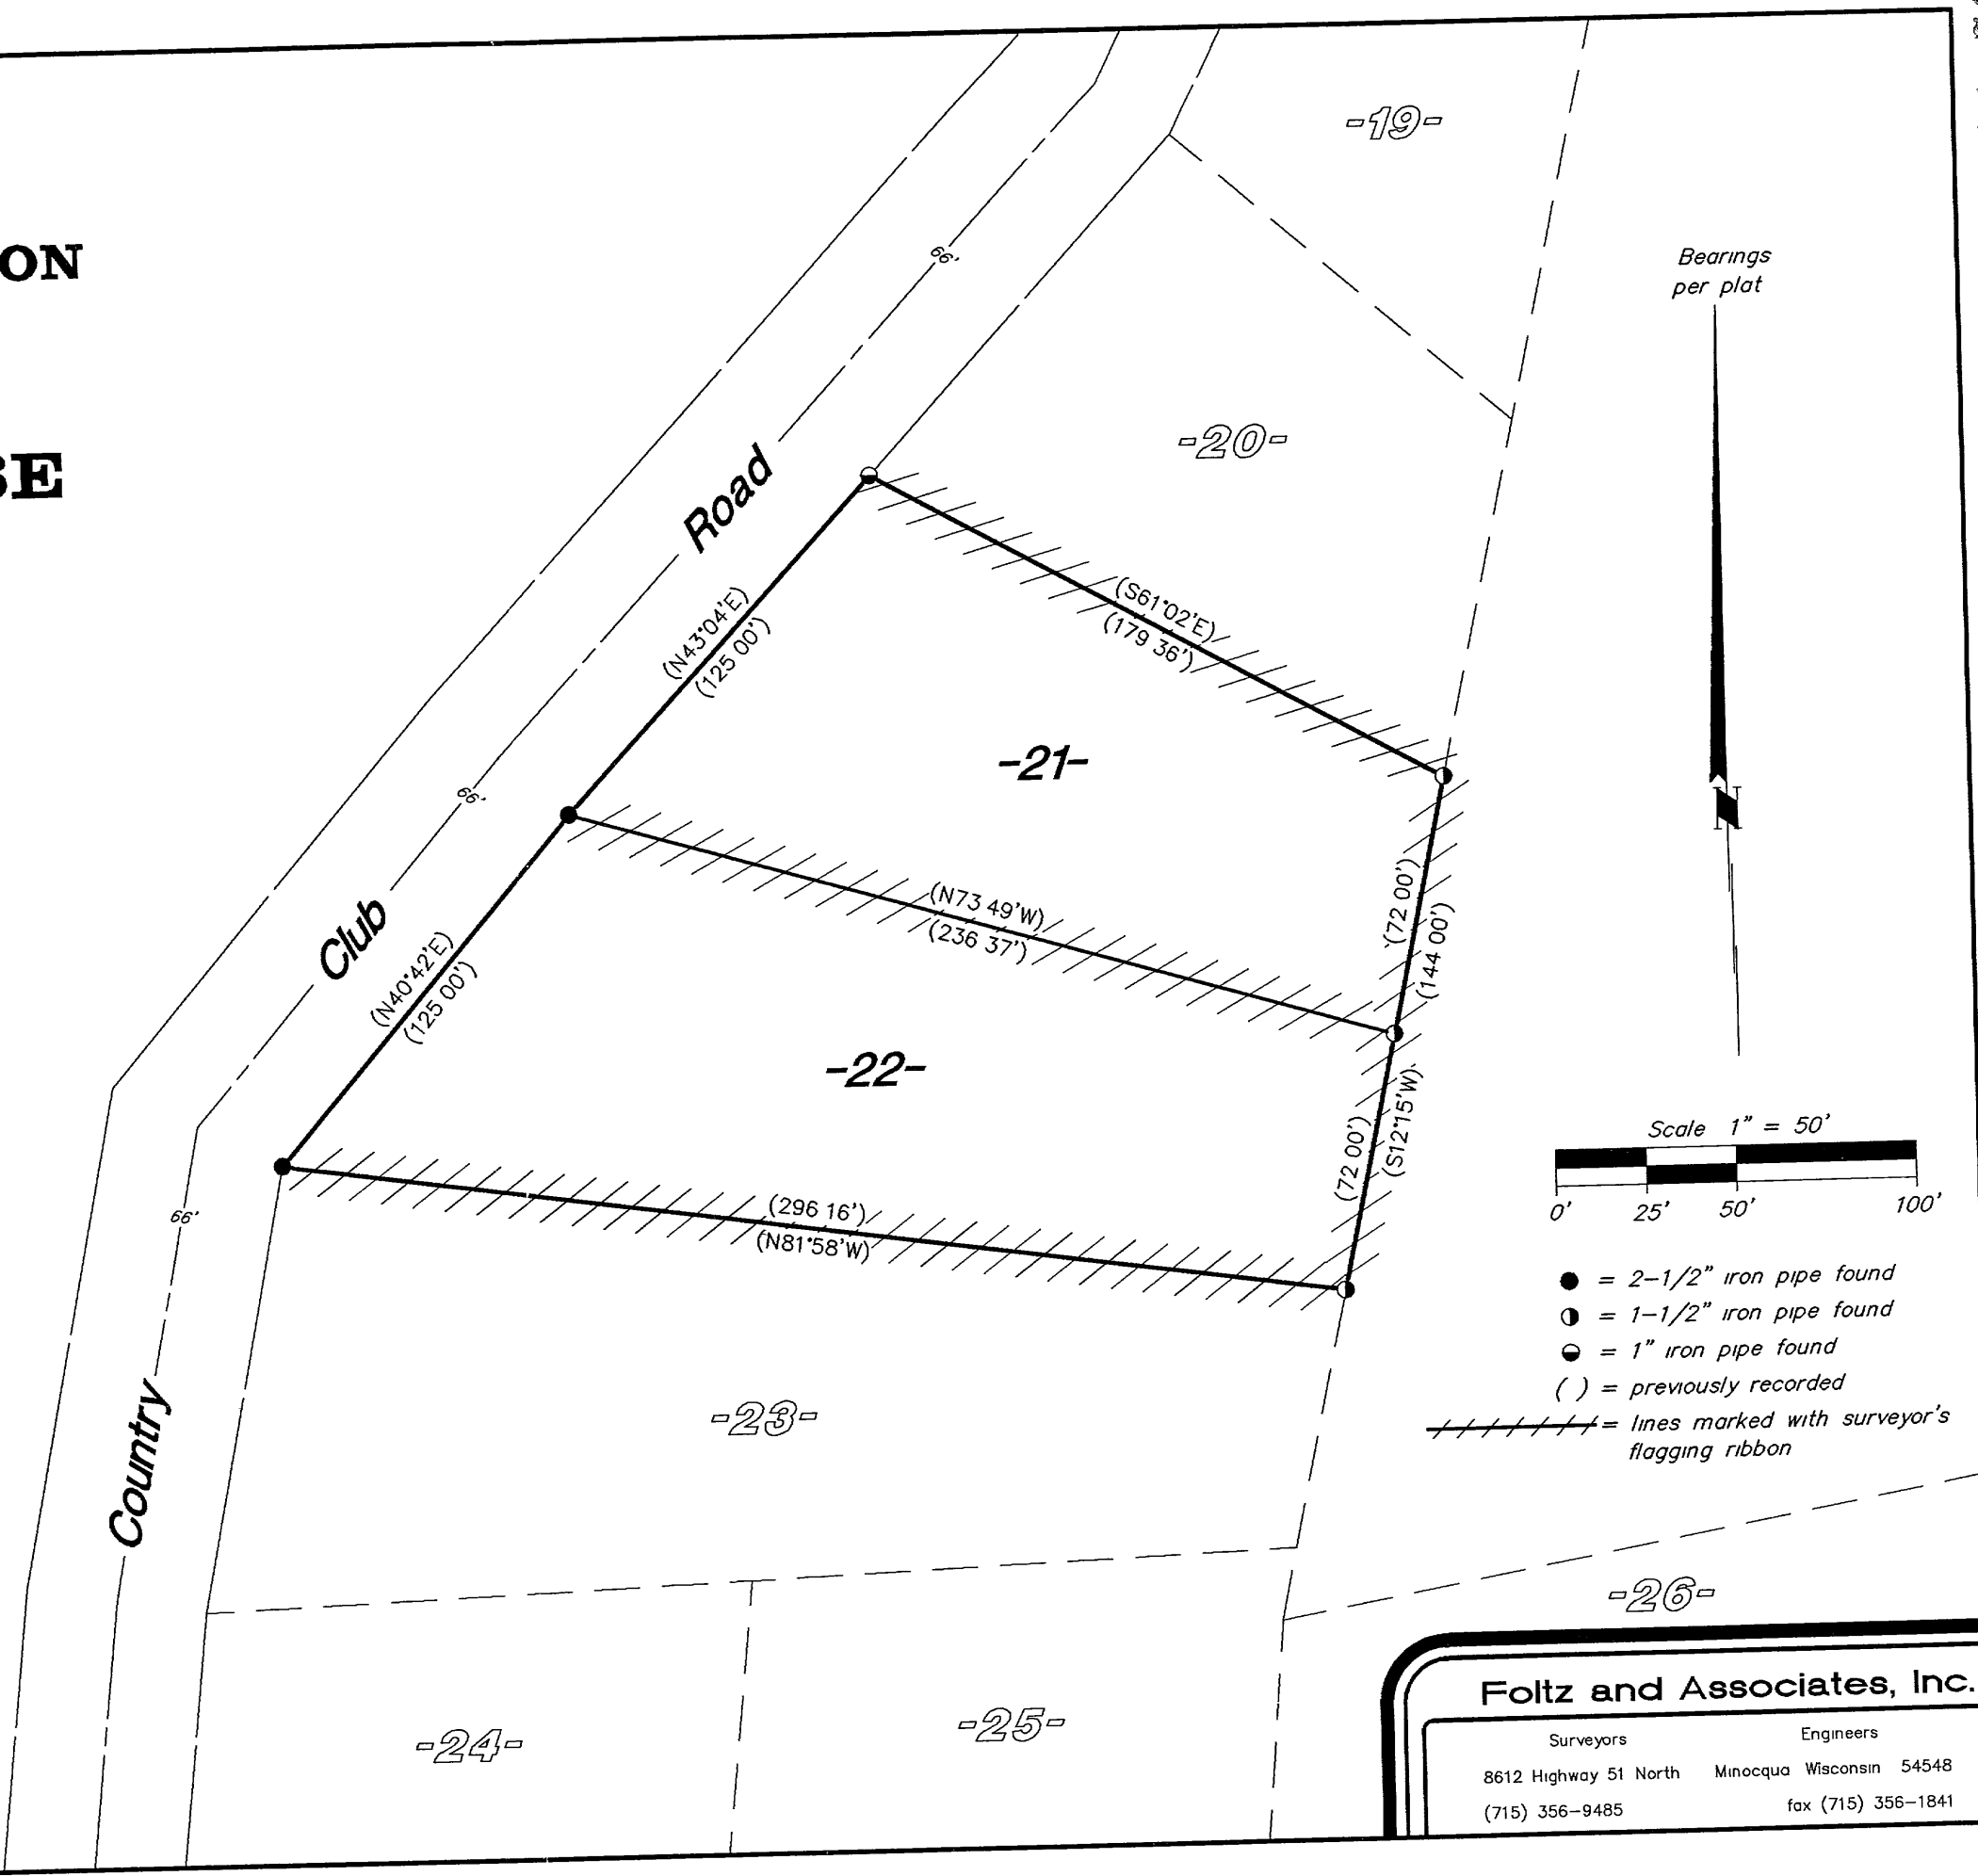 ON
SE
-19-
Bearings
per plat
66'
-20-
Road
(N43°04'E)
(125 00')
(S61°02'E)
(179 36')
-21-
66'
(72 00')
(144 00')
(N73 49'W)
(236 37')
Club
(N40°42'E)
(125 00')
-22-
N
(S12°15'W)
(72 00')
Scale 1" = 50'
0' 25' 50' 100'
(296 16')
(N81°58'W)
66'
= 2-1/2" iron pipe found
= 1-1/2" iron pipe found
= 1" iron pipe found
( ) = previously recorded
= lines marked with surveyor's
flagging ribbon
-23-
Country
-26-
-24-
-25-
Foltz and Associates, Inc.
Surveyors Engineers
8612 Highway 51 North Minocqua Wisconsin 54548
(715) 356-9485 fax (715) 356-1841